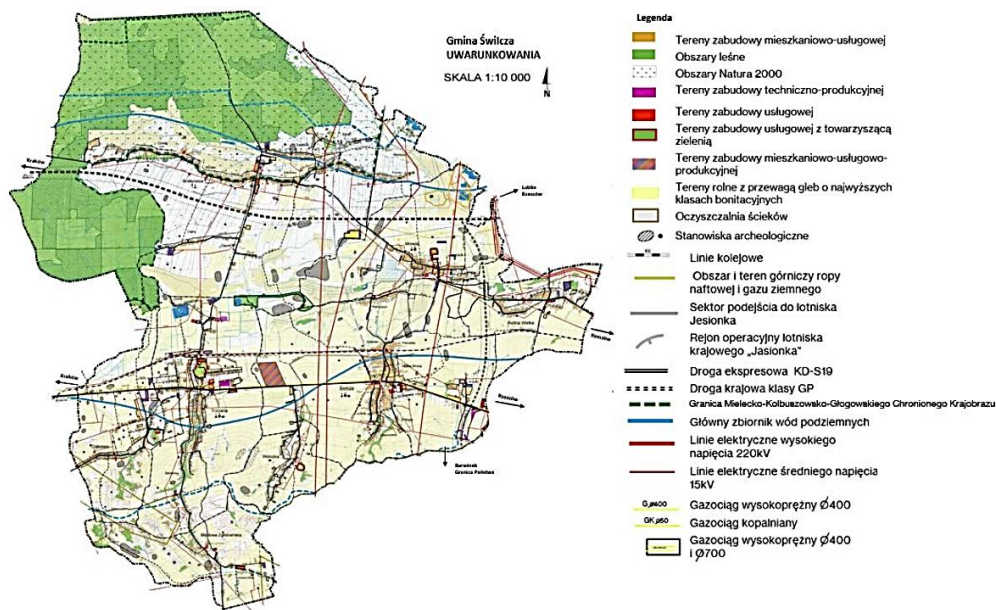 Gmina Świlcza
UWARUNKOWANIA
SKALA 1:10 000
N
Kraków
Lublin
Rzeszów
Kraków
Rzeszów
Rzeszów
Barwinek
Granica Państwa
Legenda
Tereny zabudowy mieszkaniowo-usługowej
Obszary leśne
Obszary Natura 2000
Tereny zabudowy techniczno-produkcyjnej
Tereny zabudowy usługowej
Tereny zabudowy usługowej z towarzyszącą
zielenią
Tereny zabudowy mieszkaniowo-usługowo-
produkcyjnej
Tereny rolne z przewagą gleb o najwyższych
klasach bonitacyjnych
Oczyszczalnia ścieków
Stanowiska archeologiczne
Linie kolejowe
Obszar i teren górniczy ropy
naftowej i gazu ziemnego
Sektor podejścia do lotniska
Jesionka
Rejon operacyjny lotniska
krajowego „Jasionka"
Droga ekspresowa KD-S19
Droga krajowa klasy GP
Granica Mielecko-Kolbuszowsko-Głogowskiego Chronionego Krajobrazu
Główny zbiornik wód podziemnych
Linie elektryczne wysokiego
napięcia 220kV
Linie elektryczne średniego napięcia
15kV
Gazociąg wysokoprężny Ø400
Gazociąg kopalniany
Gazociąg wysokoprężny Ø400
i Ø700